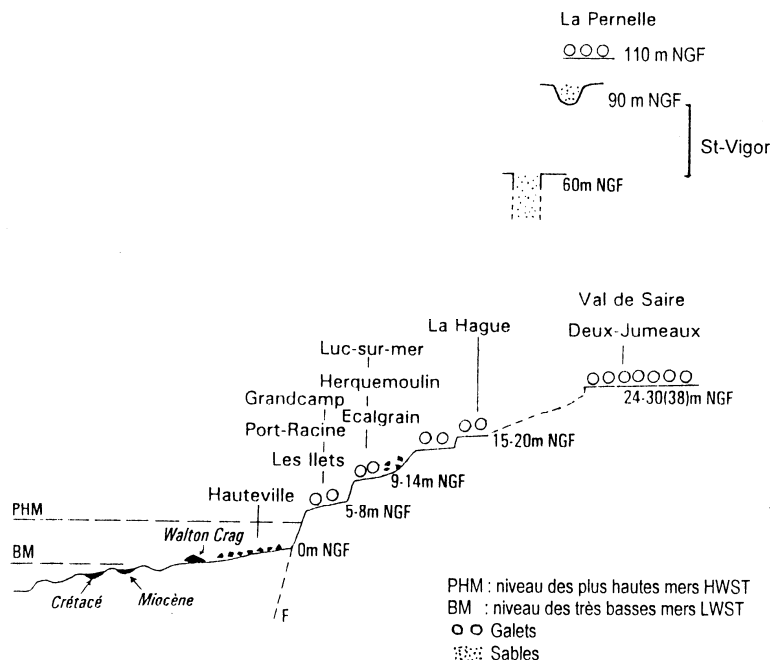 La Pernelle
110 m NGF
90 m NGF
St-Vigor
60m NGF
Val de Saire
Deux-Jumeaux
24-30(38)m NGF
La Hague
15-20m NGF
Luc-sur-mer
Herquemoulin
Ecalgrain
9-14m NGF
Grandcamp
Port-Racine
Les Ilets
5-8m NGF
Hauteville
0m NGF
PHM
BM
Walton Crag
Crétacé
Miocène
F
PHM : niveau des plus hautes mers HWST
BM : niveau des très basses mers LWST
Galets
Sables